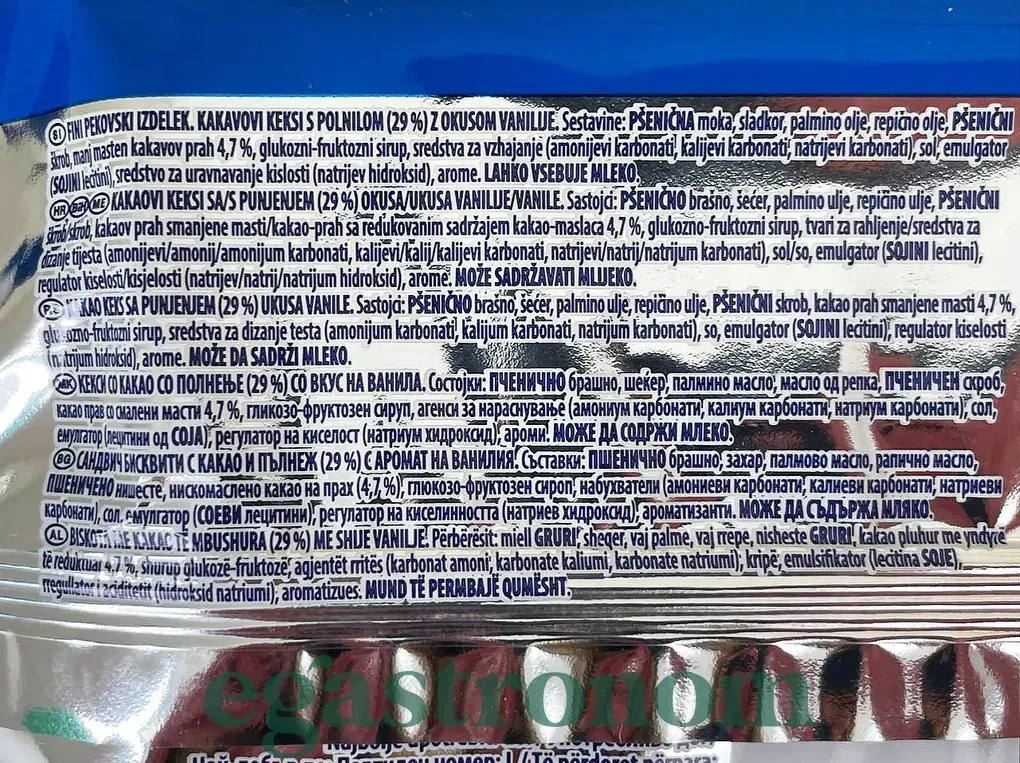 SI FINI PEKOVSKI IZDELEK. KAKAVOVI KEKSI S POLNILOM (29 %) Z OKUSOM VANILIJE. Sestavine: PŠENIČNA moka, sladkor, palmino olje, repično olje, PŠENIČNI
škrob, manj masten kakavov prah 4,7 %, glukozni-fruktozni sirup, sredstva za vzhajanje (amonijevi karbonati, kalijevi karbonati, natrijevi karbonati), sol, emulgator
(SOJINI lecitini), sredstvo za uravnavanje kislosti (natrijev hidroksid), arome. LAHKO VSEBUJE MLEKO.
HR BIH ME KAKAOVI KEKSI SA/S PUNJENJEM (29 %) OKUSA/UKUSA VANILIJE/VANILE. Sastojci: PŠENIČNO brašno, šećer, palmino ulje, repičino ulje, PŠENIČNI
škrob/skrob, kakaov prah smanjene masti/kakao-prah sa redukovanim sadržajem kakao-maslaca 4,7 %, glukozno-fruktozni sirup, tvari za rahljenje/sredstva za
dizanje tijesta (amonijevi/amonij/amonijum karbonati, kalijevi/kalij/kalijevi karbonati, natrijevi/natrij/natrijum karbonati), sol/so, emulgator (SOJINI lecitini),
regulator kiselosti/kisjelosti (natrijev/natrij/natrijum hidroksid), arome. MOŽE SADRŽAVATI MLIJEKO.
KAO KEKS SA PUNJENJEM (29 %) UKUSA VANILE. Sastojci: PŠENIČNO brašno, šećer, palmino ulje, repičino ulje, PŠENIČNI skrob, kakao prah smanjene masti 4,7 %,
ozno-fruktozni sirup, sredstva za dizanje testa (amonijum karbonati, kalijum karbonati, natrijum karbonati), so, emulgator (SOJINI lecitini), regulator kiselosti
trijum hidroksid), arome. MOŽE DA SADRŽI MLEKO.
MK КЕКСИ СО КАКАО СО ПОЛНЕЊЕ (29 %) СО ВКУС НА ВАНИЛА. Состојки: ПЧЕНИЧНО брашно, шеќер, палмино масло, масло од репка, ПЧЕНИЧЕН скроб,
какао прав со смалени масти 4,7 %, гликозо-фруктозен сируп, агенси за нараснување (амониум карбонати, калиум карбонати, натриум карбонати), сол,
емулгатор (лецитини од СОЈА), регулатор на киселост (натриум хидроксид), ароми. МОЖЕ ДА СОДРЖИ МЛЕКО.
BG САНДВИЧ БИСКВИТИ С КАКАО И ПЪЛНЕЖ (29 %) С АРОМАТ НА ВАНИЛИЯ. Съставки: ПШЕНИЧНО брашно, захар, палмово масло, рапично масло,
ПШЕНИЧЕНО нишесте, нискомаслено какао на прах (4,7 %), глюкозо-фруктозен сироп, набухватели (амониеви карбонати, калиеви карбонати, натриеви
карбонати), сол, емулгатор (СОЕВИ лецитини), регулатор на киселинността (натриев хидроксид), ароматизанти. МОЖЕ ДА СЪДЪРЖА МЛЯКО.
AL BISKOTA ME KAKAO TË MBUSHURA (29 %) ME SHIJE VANILJE. Përbërësit: miell GRURI, sheqer, vaj palme, vaj rrepe, nisheste GRURI, kakao pluhur me yndyrë
të reduktuar 4,7 %, shurup glukozë-fruktozë, agjentët rritës (karbonat amoni, karbonate kaliumi, karbonate natriumi), kripë, emulsifikator (lecitina SOJE),
rregullator i aciditetit (hidroksid natriumi), aromatizues. MUND TË PERMBAJË QUMËSHT.
egastronom